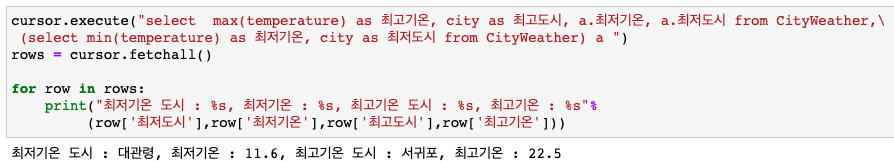 cursor.execute("select  max(temperature) as 최고기온, city as 최고도시, a.최저기온, a.최저도시 from CityWeather,\
 (select min(temperature) as 최저기온, city as 최저도시 from CityWeather) a ")
rows = cursor.fetchall()

for row in rows:
    print("최저기온 도시 : %s, 최저기온 : %s, 최고기온 도시 : %s, 최고기온 : %s"%
         (row['최저도시'],row['최저기온'],row['최고도시'],row['최고기온']))
최저기온 도시 : 대관령, 최저기온 : 11.6, 최고기온 도시 : 서귀포, 최고기온 : 22.5